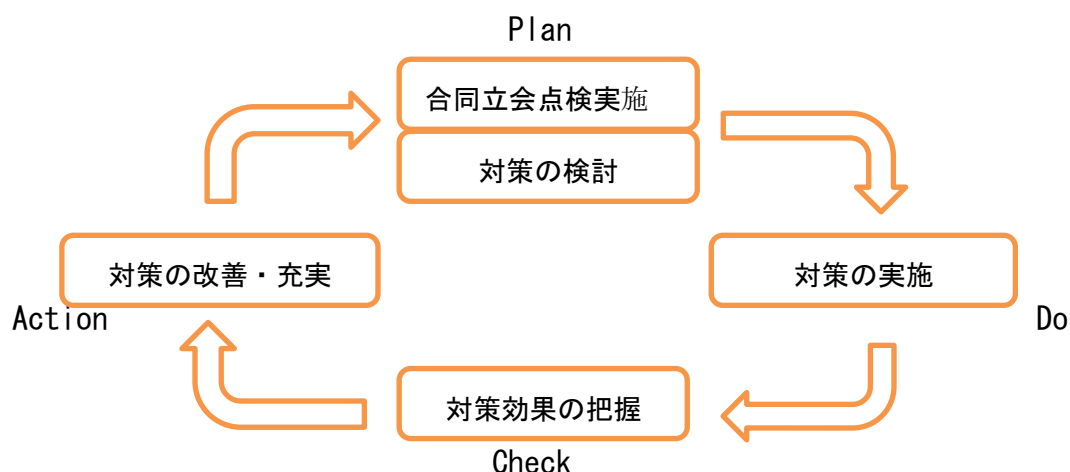 Plan
合同立会点検実施
対策の検討
対策の改善・充実
対策の実施
Action
Do
対策効果の把握
Check